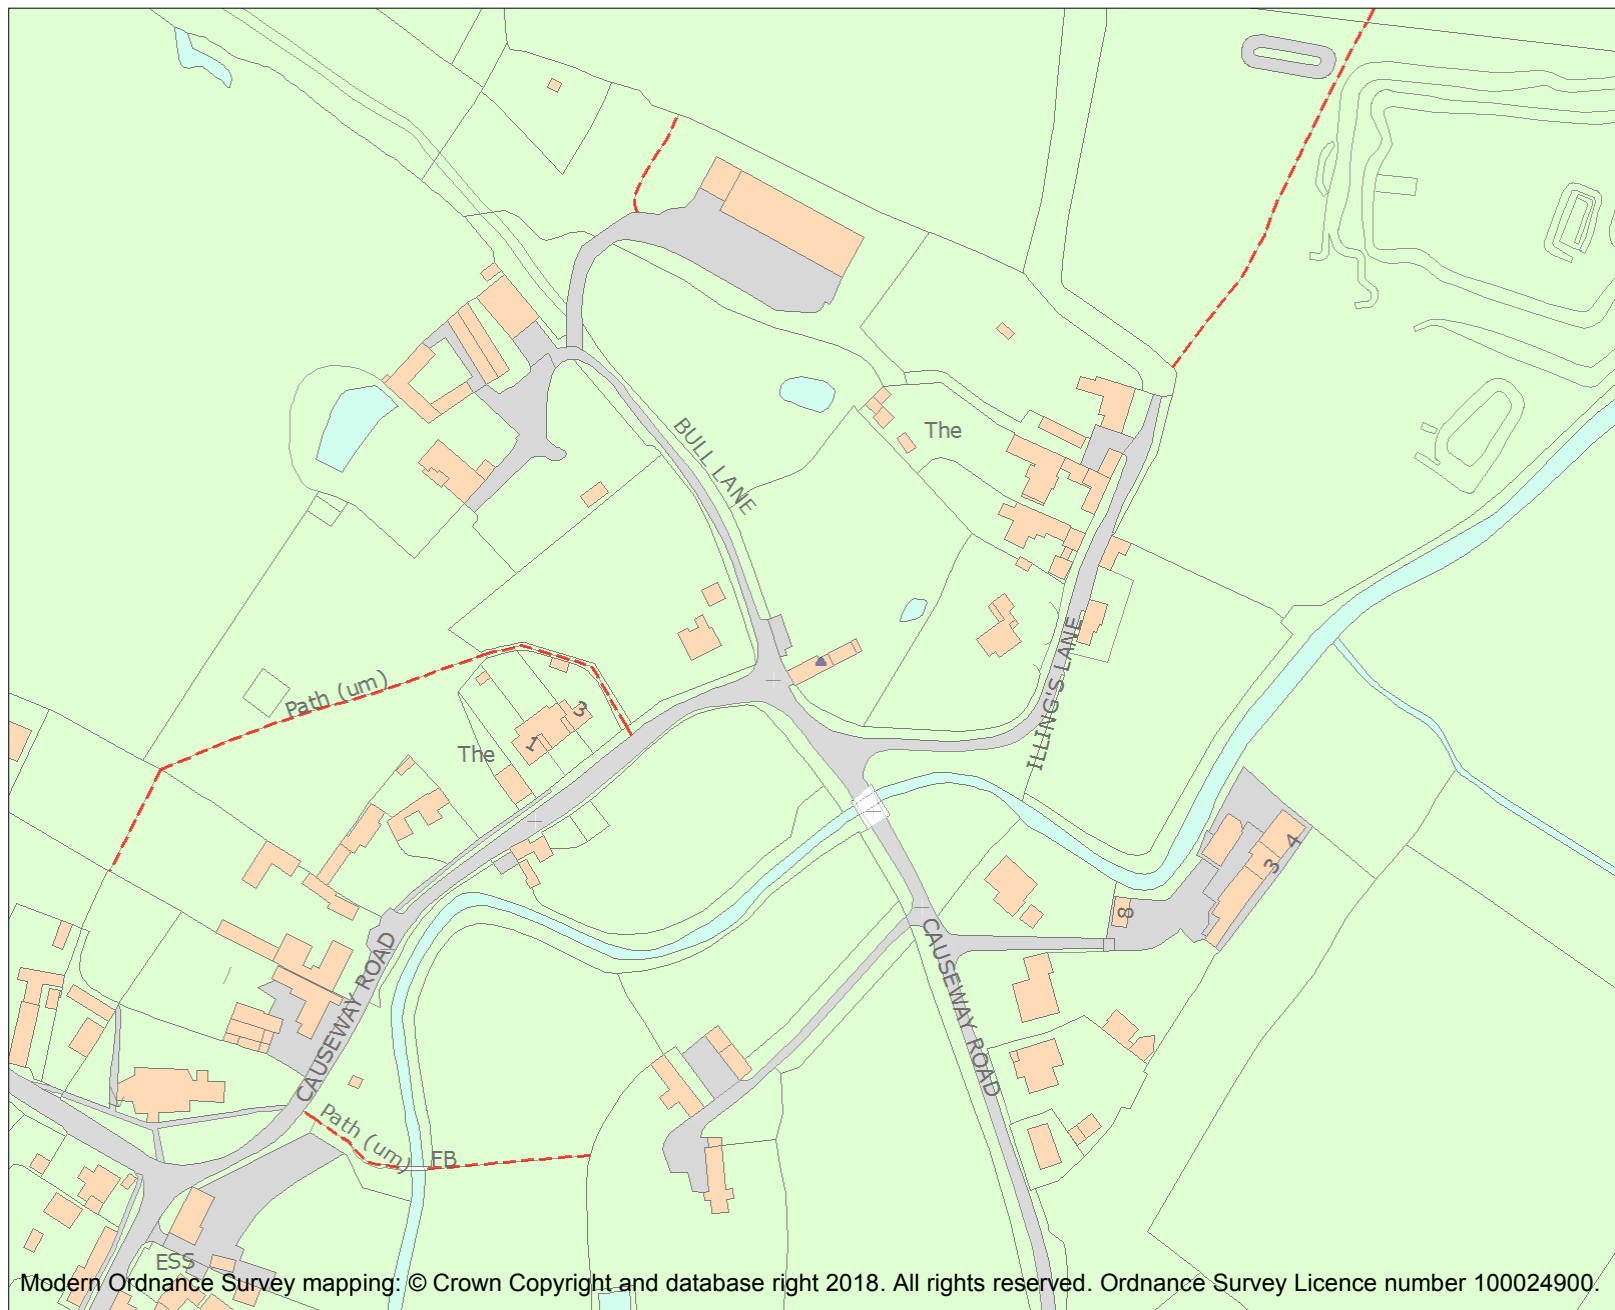 BULL LANE
The
ILLING'S LANE
Path (um)
3
1
The
4
3
8
CAUSEWAY ROAD
CAUSEWAY ROAD
Path (um)
FB
ESS
Modern Ordnance Survey mapping: © Crown Copyright and database right 2018. All rights reserved. Ordnance Survey Licence number 100024900.